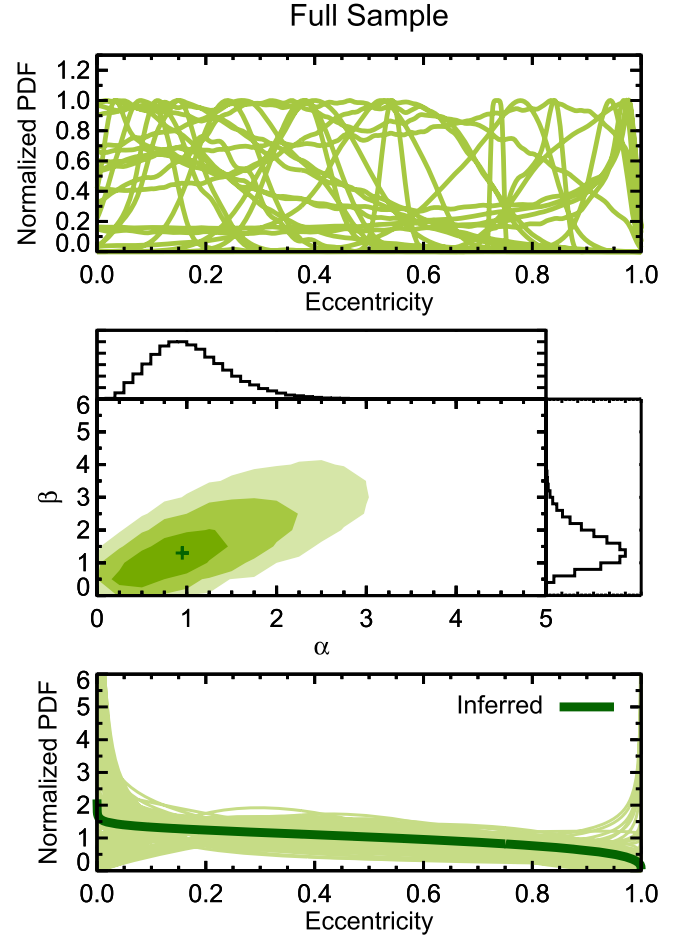 Full Sample
Normalized PDF
1.2
1.0
0.8
0.6
0.4
0.2
0.0
0.0 0.2 0.4 0.6 0.8 1.0
Eccentricity
β
6
5
4
3
2
1
0
0 1 2 3 4 5
α
Normalized PDF
6
5
4
3
2
1
0
Inferred
0.0 0.2 0.4 0.6 0.8 1.0
Eccentricity